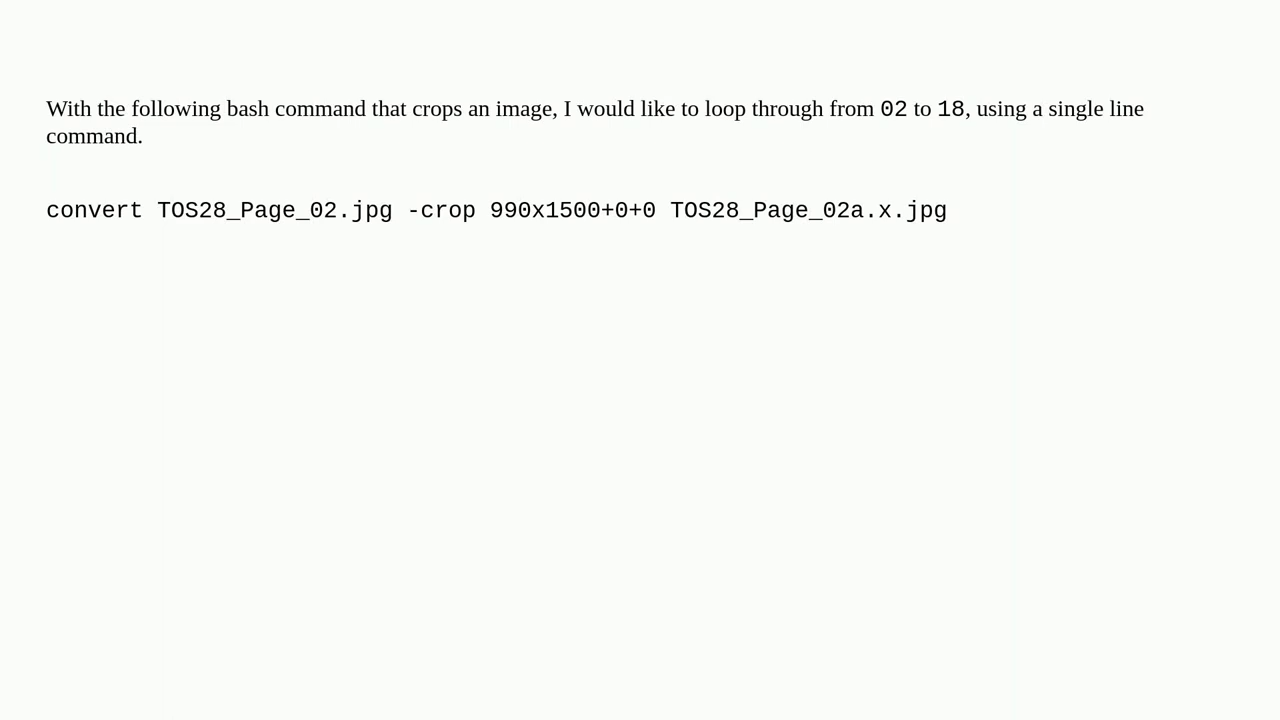 With the following bash command that crops an image, I would like to loop through from 02 to 18, using a single line
command.
convert TOS28_Page_02.jpg -crop 990x1500+0+0 TOS28_Page_02a.x.jpg